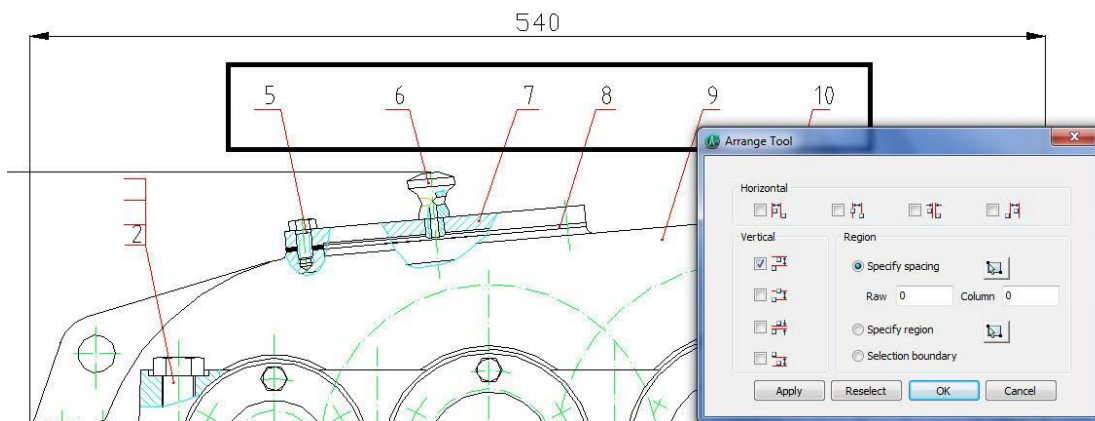 540
5 6 7 8 9 10
2
Arrange Tool
Horizontal
Vertical
Region
Specify spacing
Raw 0 Column 0
Specify region
Selection boundary
Apply Reselect OK Cancel